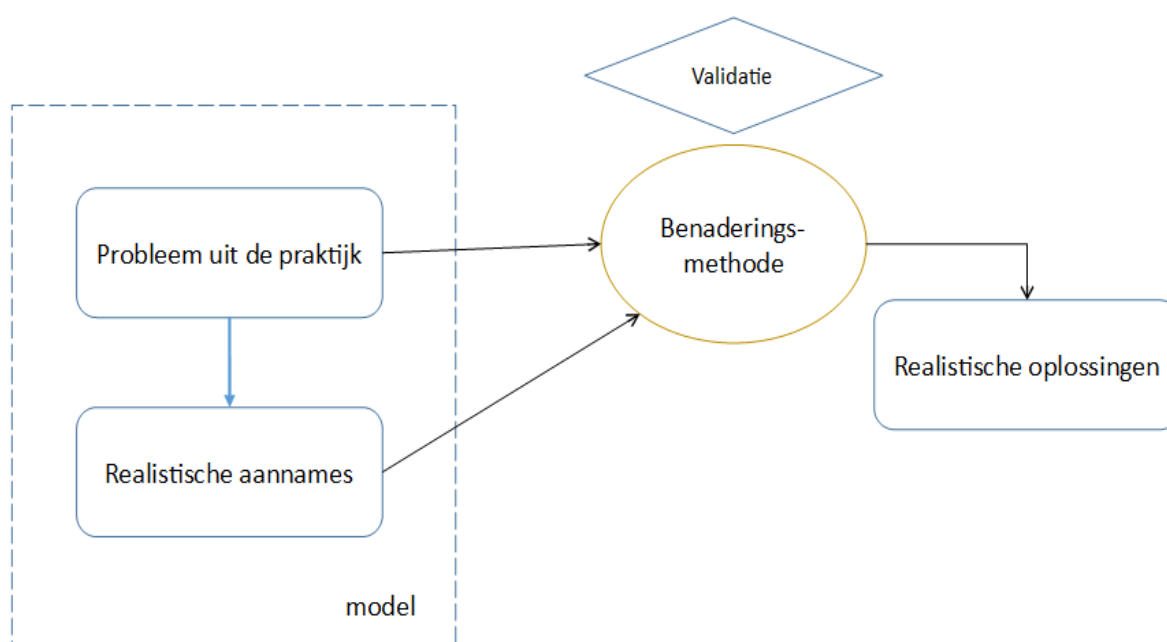 Validatie
Probleem uit de praktijk
Benaderings-
methode
Realistische oplossingen
Realistische aannames
model